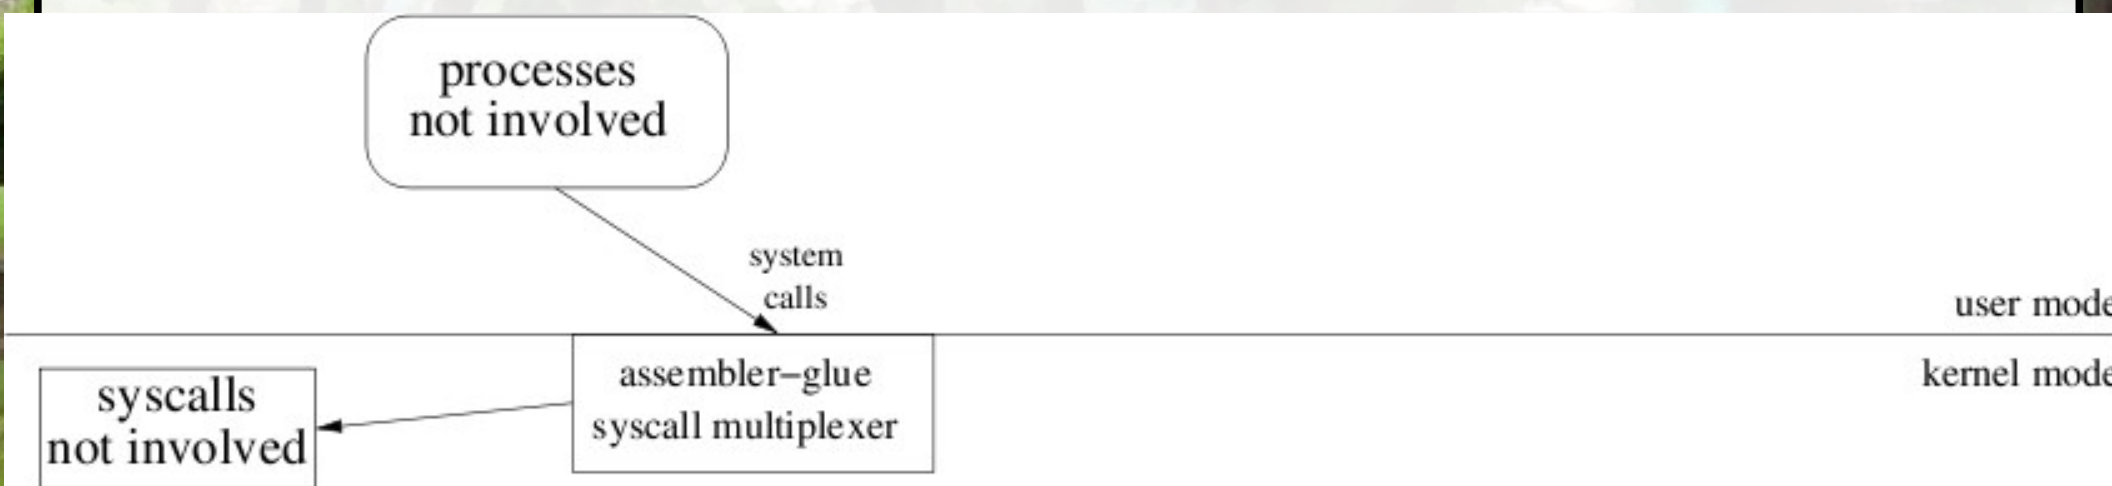 processes
not involved
system
calls
user mode
kernel mode
assembler–glue
syscall multiplexer
syscalls
not involved